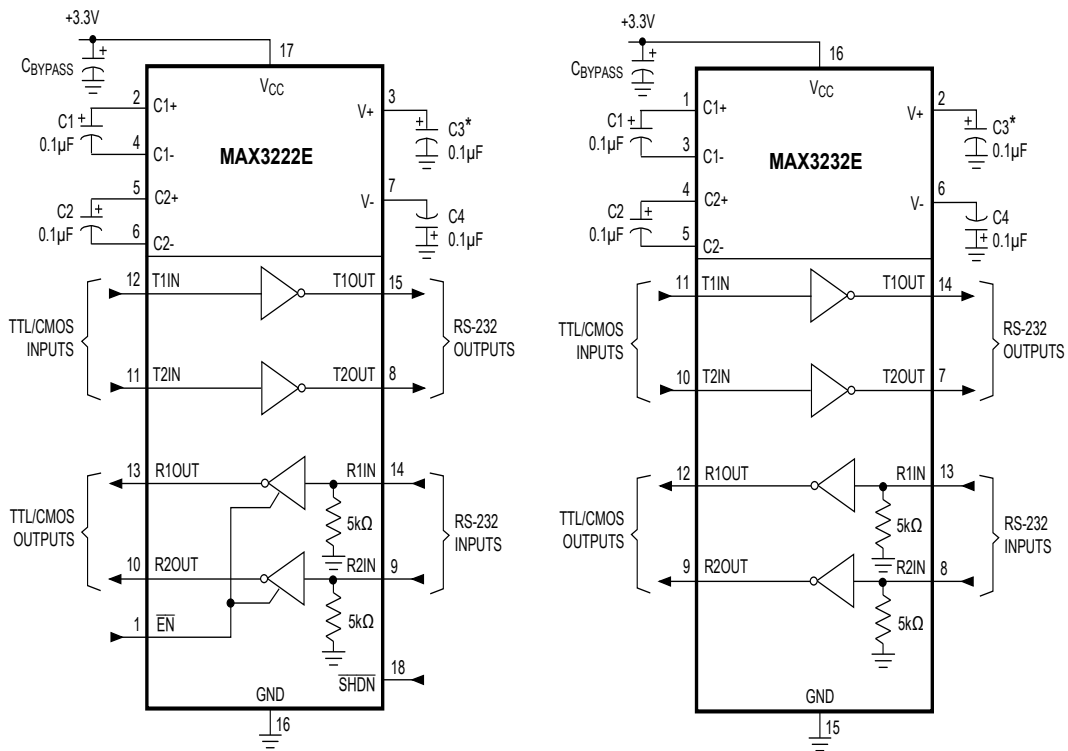 +3.3V
17
CBYPASS
+
VCC
2
C1+
V+
3
C1
0.1µF
+
4
C1-
+
C3*
0.1µF
MAX3222E
5
C2+
V-
7
C2
0.1µF
+
6
C2-
C4
0.1µF
+
12
T1IN
T1OUT
15
TTL/CMOS
INPUTS
RS-232
OUTPUTS
11
T2IN
T2OUT
8
13
R1OUT
R1IN
14
TTL/CMOS
OUTPUTS
5kΩ
RS-232
INPUTS
10
R2OUT
R2IN
9
1
EN
5kΩ
SHDN
18
GND
16
+3.3V
16
CBYPASS
+
VCC
1
C1+
V+
2
C1
0.1µF
+
3
C1-
+
C3*
0.1µF
MAX3232E
4
C2+
V-
6
C2
0.1µF
+
5
C2-
C4
0.1µF
+
11
T1IN
T1OUT
14
TTL/CMOS
INPUTS
RS-232
OUTPUTS
10
T2IN
T2OUT
7
12
R1OUT
R1IN
13
TTL/CMOS
OUTPUTS
5kΩ
RS-232
INPUTS
9
R2OUT
R2IN
8
5kΩ
GND
15